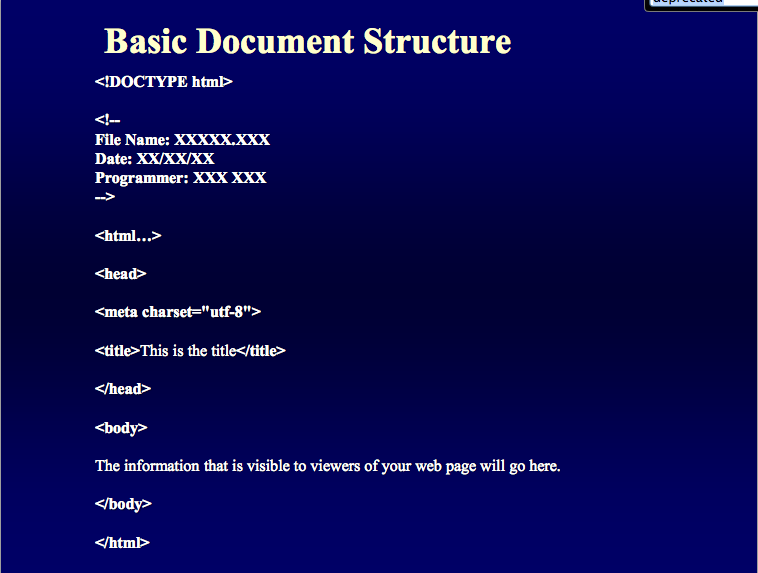 deprecated
Basic Document Structure
<!DOCTYPE html>
<!--
File Name: XXXXX.XXX
Date: XX/XX/XX
Programmer: XXX XXX
-->
<html…>
<head>
<meta charset="utf-8">
<title>This is the title</title>
</head>
<body>
The information that is visible to viewers of your web page will go here.
</body>
</html>